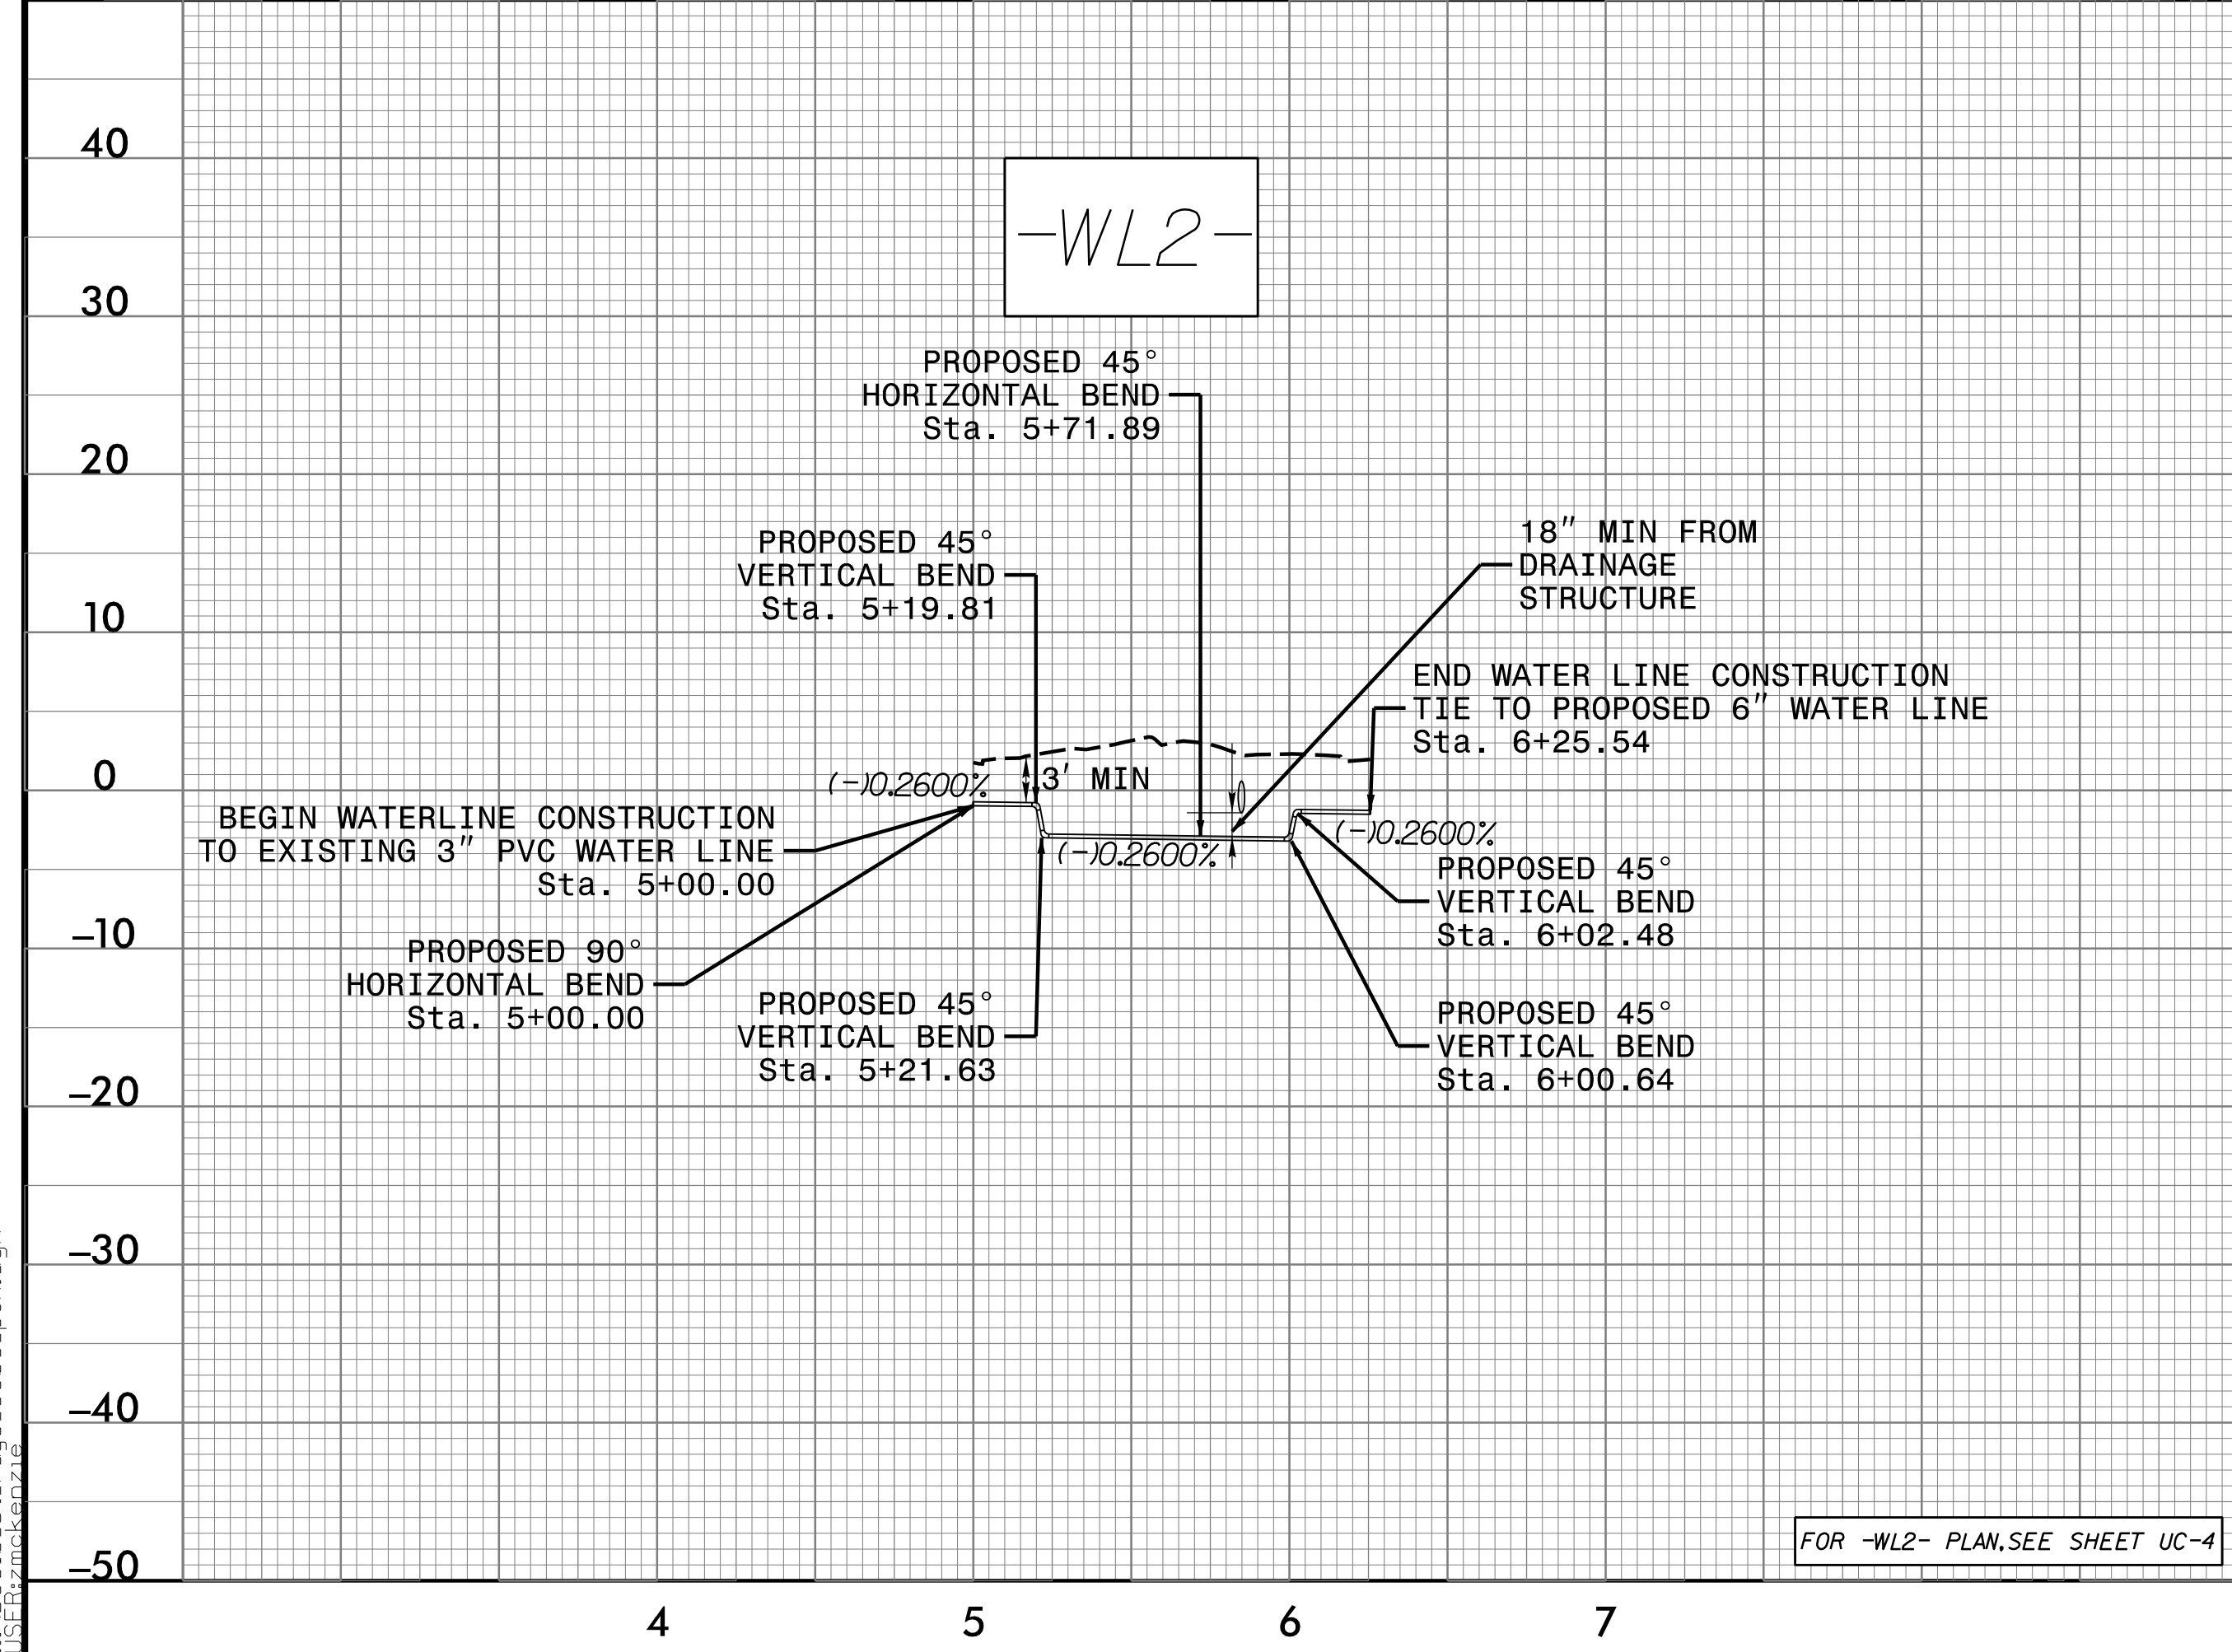 40
30
20
10
0
-10
-20
-30
-40
-50
-WL2-
PROPOSED 45°
HORIZONTAL BEND
Sta. 5+71.89
PROPOSED 45°
VERTICAL BEND
Sta. 5+19.81
18" MIN FROM
DRAINAGE
STRUCTURE
END WATER LINE CONSTRUCTION
TIE TO PROPOSED 6" WATER LINE
Sta. 6+25.54
(-)0.2600%
3' MIN
BEGIN WATERLINE CONSTRUCTION
TO EXISTING 3" PVC WATER LINE
Sta. 5+00.00
(-)0.2600%
(-)0.2600%
PROPOSED 45°
VERTICAL BEND
Sta. 6+02.48
PROPOSED 90°
HORIZONTAL BEND
Sta. 5+00.00
PROPOSED 45°
VERTICAL BEND
Sta. 5+21.63
PROPOSED 45°
VERTICAL BEND
Sta. 6+00.64
FOR -WL2- PLAN, SEE SHEET UC-4
4 5 6 7
USER:zmckenzie